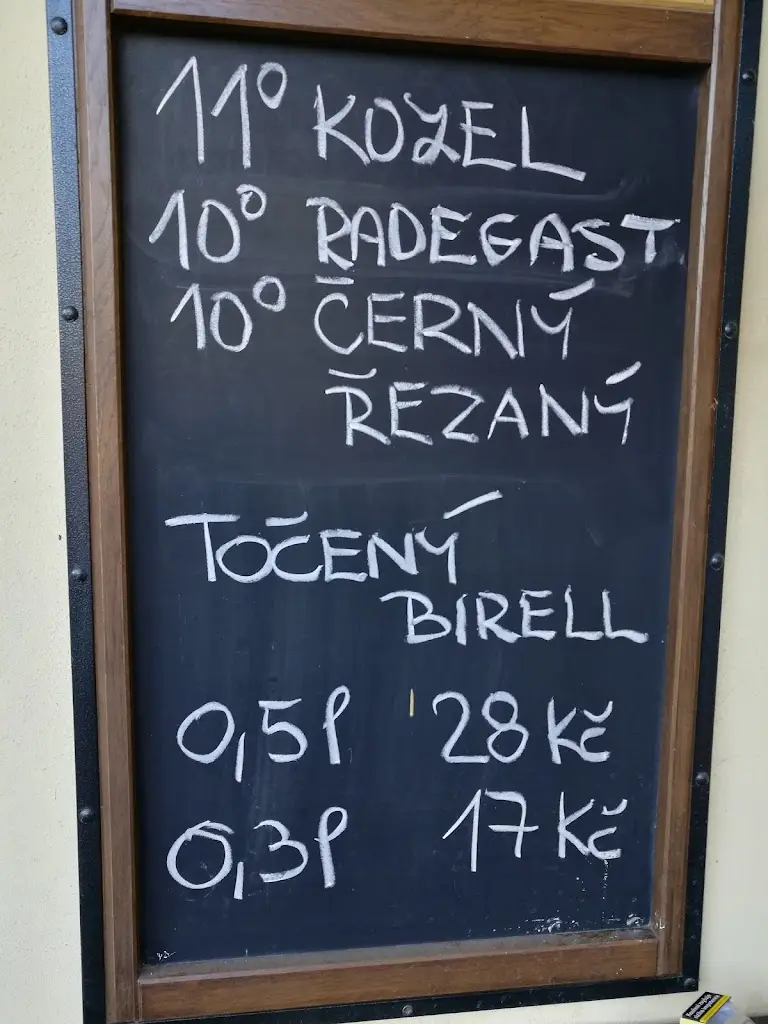 11° KOZEL
10° RADEGAST
10° ČERNÝ
ŘEZANÝ
TOČENÝ
BIRELL
0,5l 28 Kč
0,3l 17 Kč